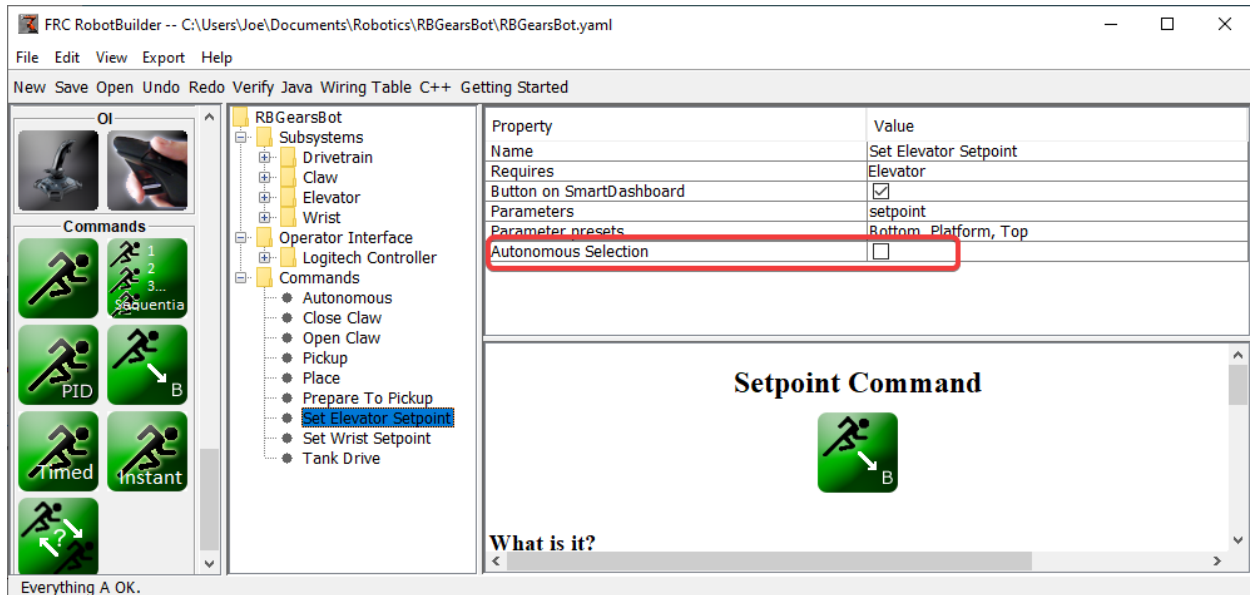 FRC RobotBuilder -- C:\Users\Joe\Documents\Robotics\RBGearsBot\RBGearsBot.yaml
File Edit View Export Help
New Save Open Undo Redo Verify Java Wiring Table C++ Getting Started
OI
Commands
1
2
3...
Sequentia
PID
B
Timed
Instant
?
RBGearsBot
Subsystems
Drivetrain
Claw
Elevator
Wrist
Operator Interface
Logitech Controller
Commands
Autonomous
Close Claw
Open Claw
Pickup
Place
Prepare To Pickup
Set Elevator Setpoint
Set Wrist Setpoint
Tank Drive
Property Value
Name Set Elevator Setpoint
Requires Elevator
Button on SmartDashboard
Parameters setpoint
Parameter presets Bottom, Platform, Top
Autonomous Selection
Setpoint Command
B
What is it?
Everything A OK.